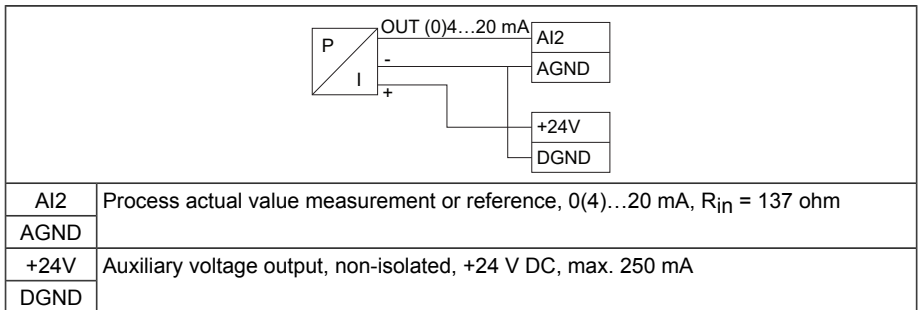 OUT (0)4…20 mA
P
I
-
+
AI2
AGND
+24V
DGND
AI2 Process actual value measurement or reference, 0(4)…20 mA, Rin = 137 ohm
AGND
+24V Auxiliary voltage output, non-isolated, +24 V DC, max. 250 mA
DGND